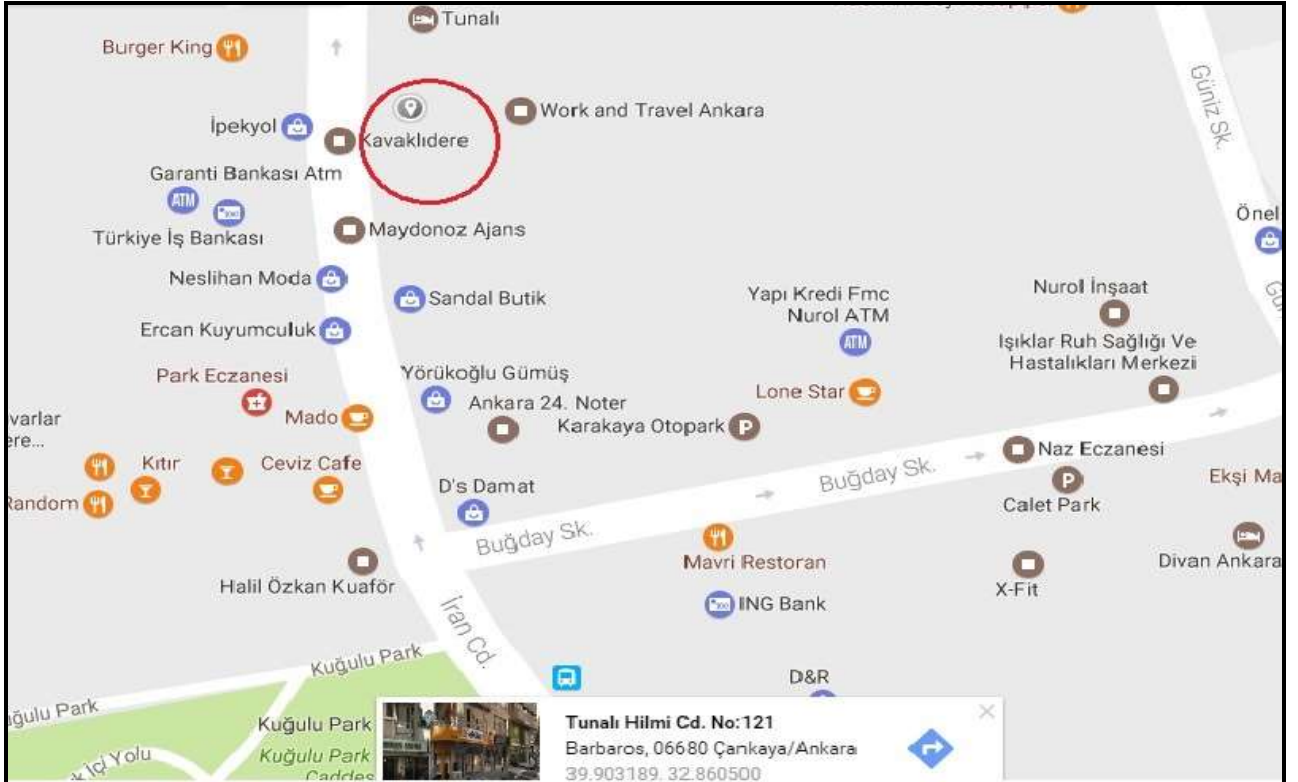 Tunalı
Burger King
Güniz Sk.
Work and Travel Ankara
İpekyol
Kavaklıdere
Garanti Bankası Atm
ATM
Önel
Maydonoz Ajans
Türkiye İş Bankası
Neslihan Moda
Sandal Butik
Yapı Kredi Fmc
Nurol ATM
Nurol İnşaat
Ercan Kuyumculuk
ATM
Işıklar Ruh Sağlığı Ve
Hastalıkları Merkezi
Park Eczanesi
Yörükoğlu Gümüş
Lone Star
Ankara 24. Noter
varlar
Mado
Karakaya Otopark
P
ere...
Naz Eczanesi
Kıtır
Ceviz Cafe
Buğday Sk.
Ekşi Ma
P
D's Damat
Random
Calet Park
Buğday Sk.
Mavri Restoran
Divan Ankara
Halil Özkan Kuaför
X-Fit
ING Bank
İran Cd.
Kuğulu Park
D&R
ğulu Park
Kuğulu Park
Tunalı Hilmi Cd. No:121
Barbaros, 06680 Çankaya/Ankara
İçi Yolu
Kuğulu Park
Caddes
39.903189, 32.860500